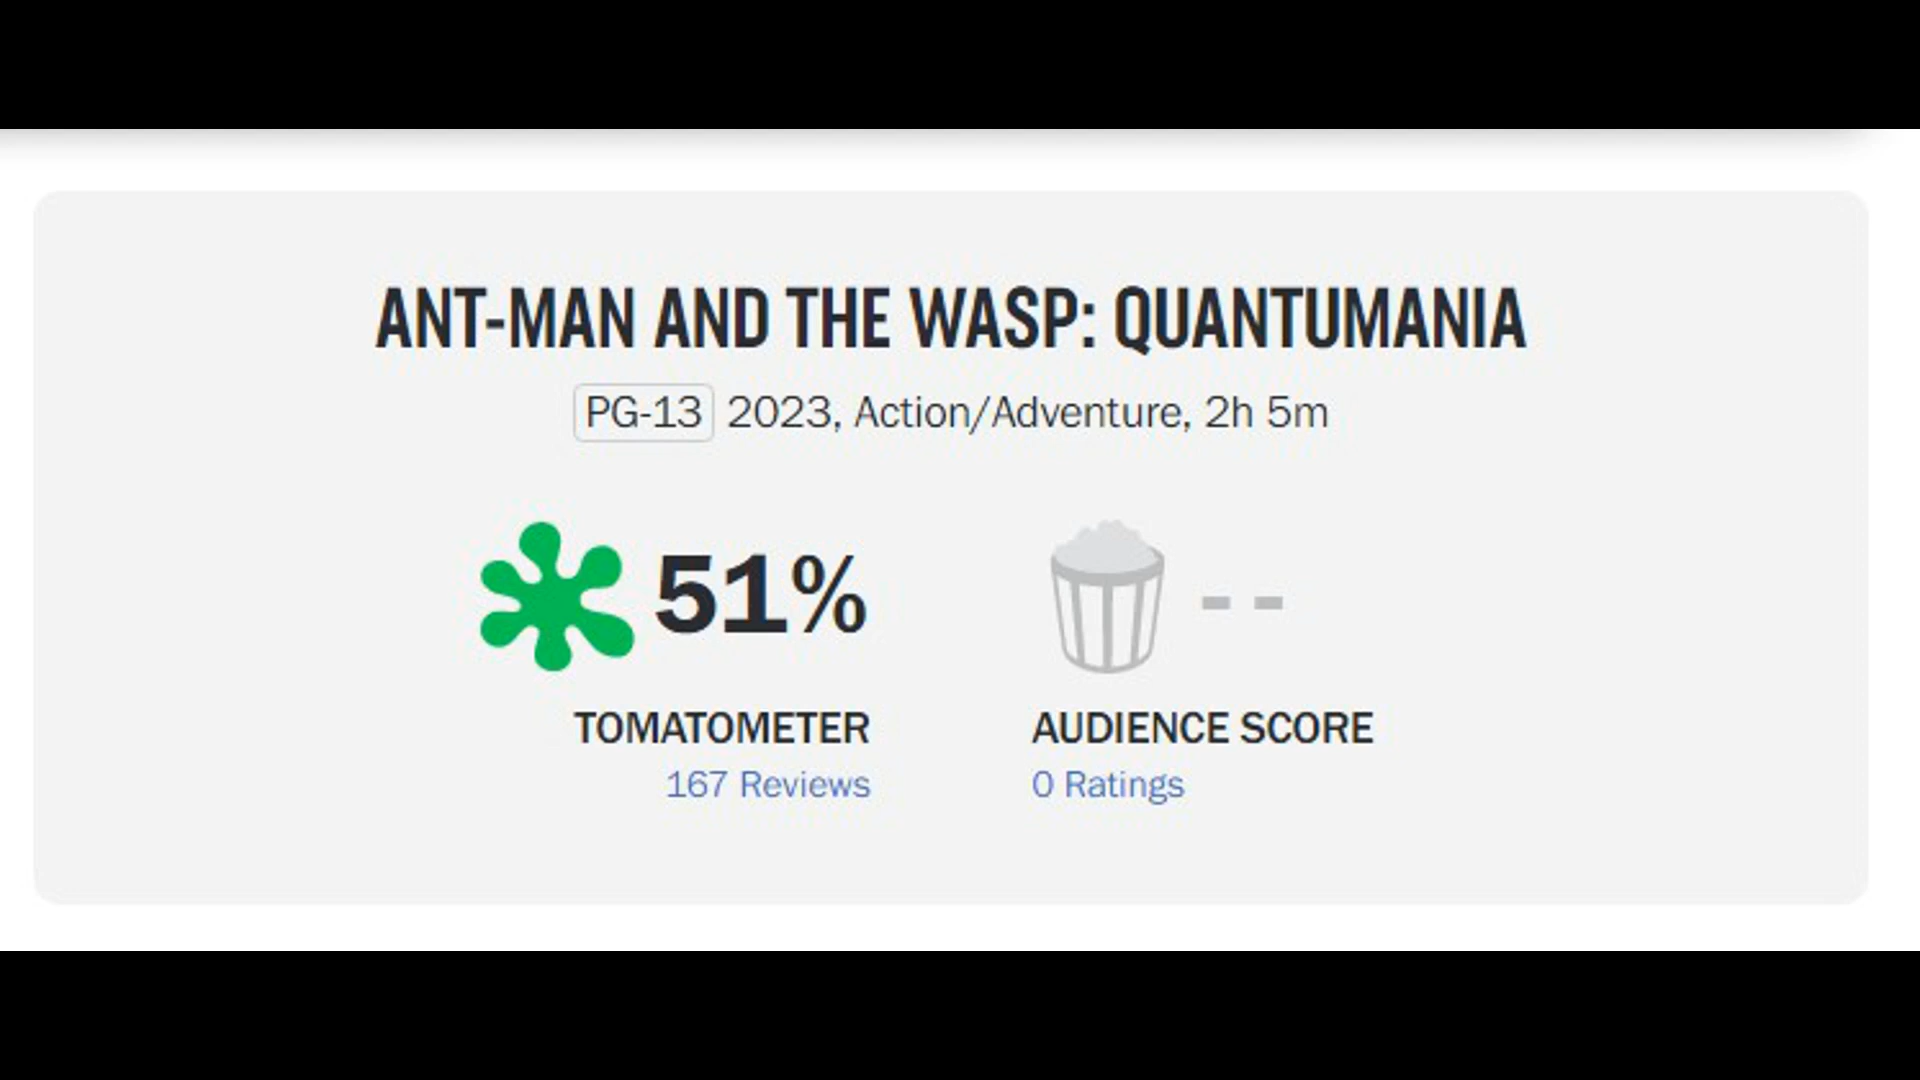 ANT-MAN AND THE WASP: QUANTUMANIA
PG-13 2023, Action/Adventure, 2h 5m
51% - -
TOMATOMETER AUDIENCE SCORE
167 Reviews 0 Ratings